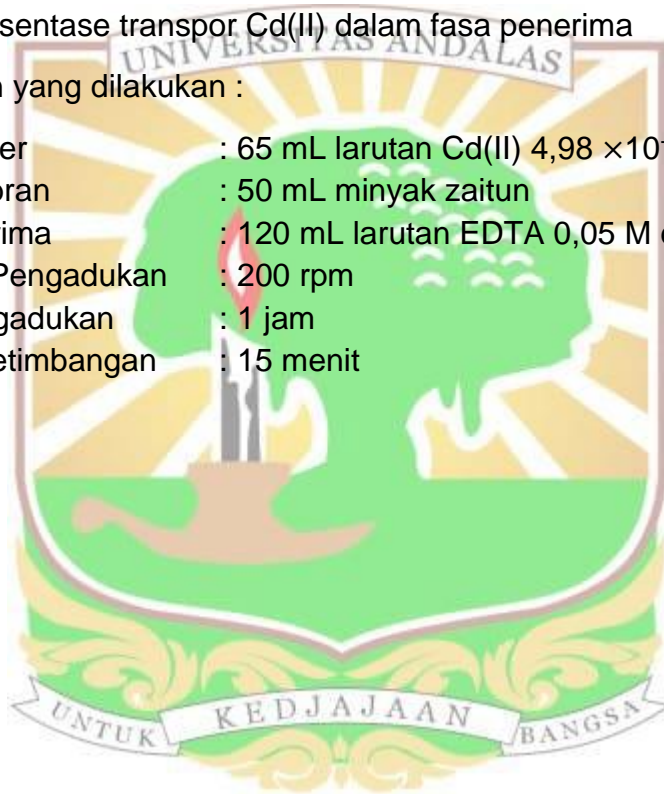 sentase transpor Cd(II) dalam fasa penerima
UNIVERSITAS ANDALAS
yang dilakukan :
er : 65 mL larutan Cd(II) 4,98 ×10
oran : 50 mL minyak zaitun
rima : 120 mL larutan EDTA 0,05 M
Pengadukan : 200 rpm
gadukan : 1 jam
etimbangan : 15 menit
UNTUK KEDJAJAAN BANGSA